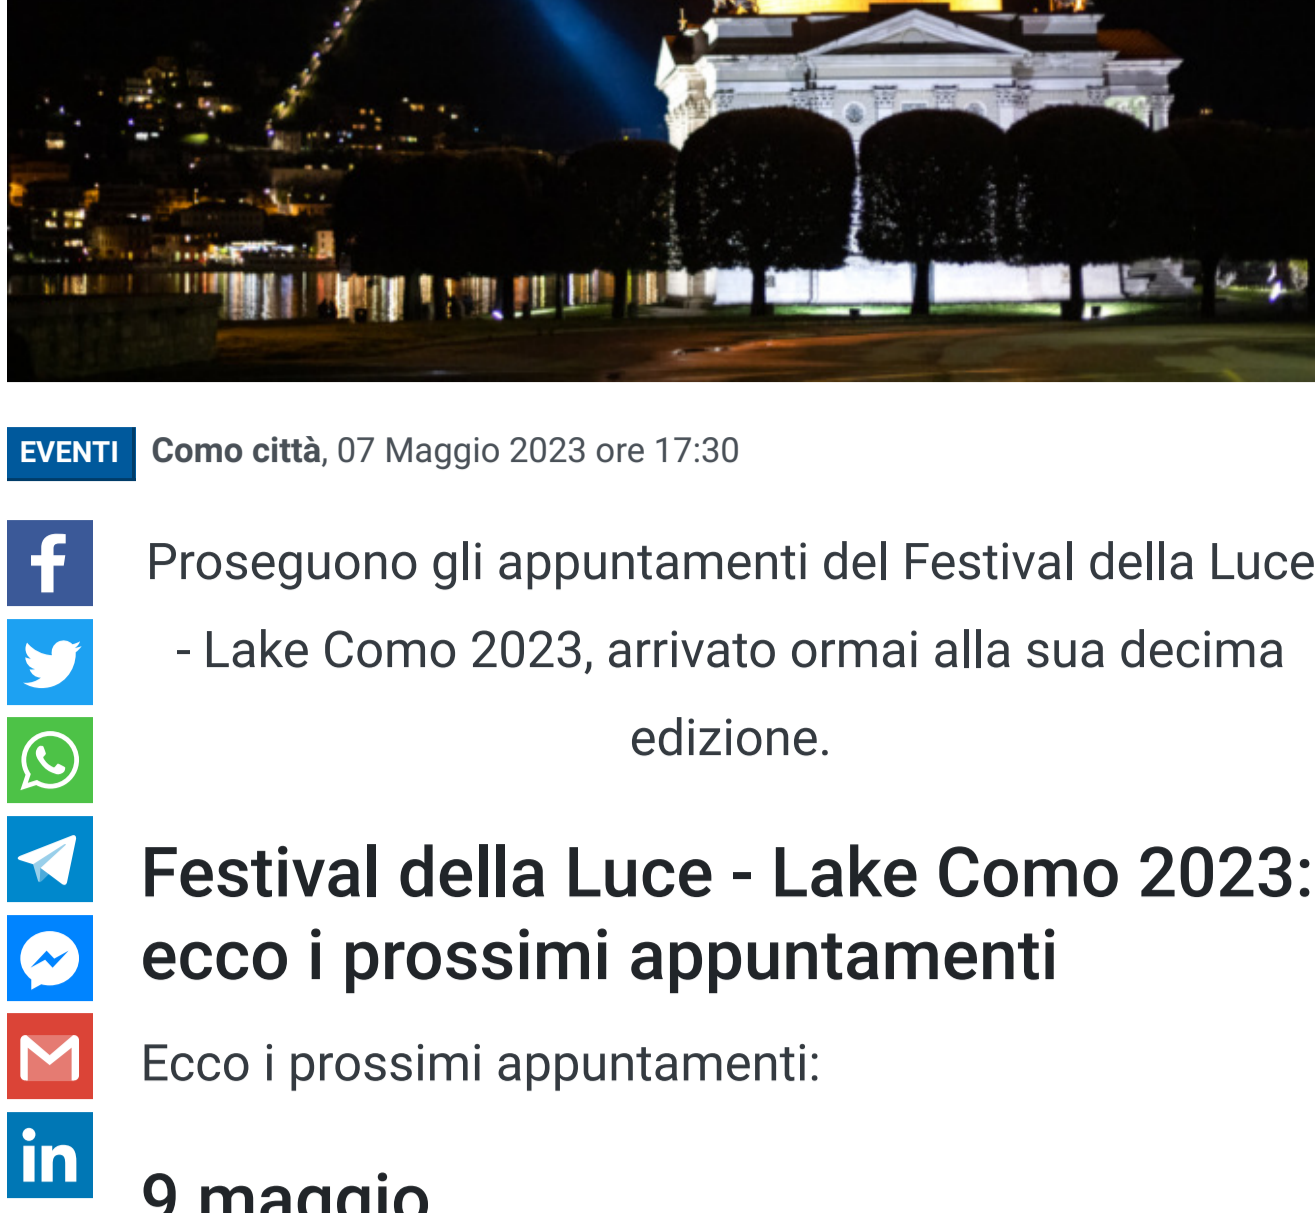 EVENTI Como città, 07 Maggio 2023 ore 17:30
Proseguono gli appuntamenti del Festival della Luce
- Lake Como 2023, arrivato ormai alla sua decima
edizione.
Festival della Luce - Lake Como 2023:
ecco i prossimi appuntamenti
Ecco i prossimi appuntamenti:
9 maggio